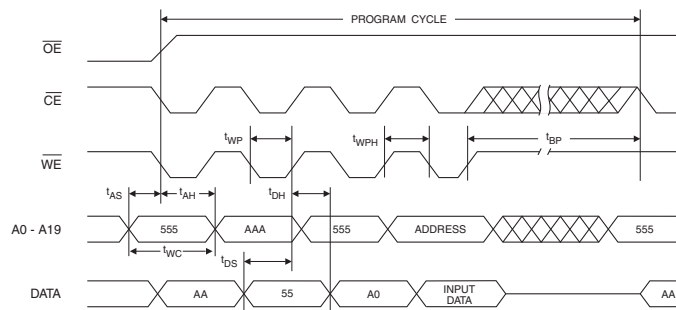 PROGRAM CYCLE
OE
CE
tWP
tWPH
tBP
WE
tAS
tAH
tDH
A0 - A19
555
AAA
555
ADDRESS
555
tWC
tDS
DATA
AA
55
A0
INPUT
DATA
AA